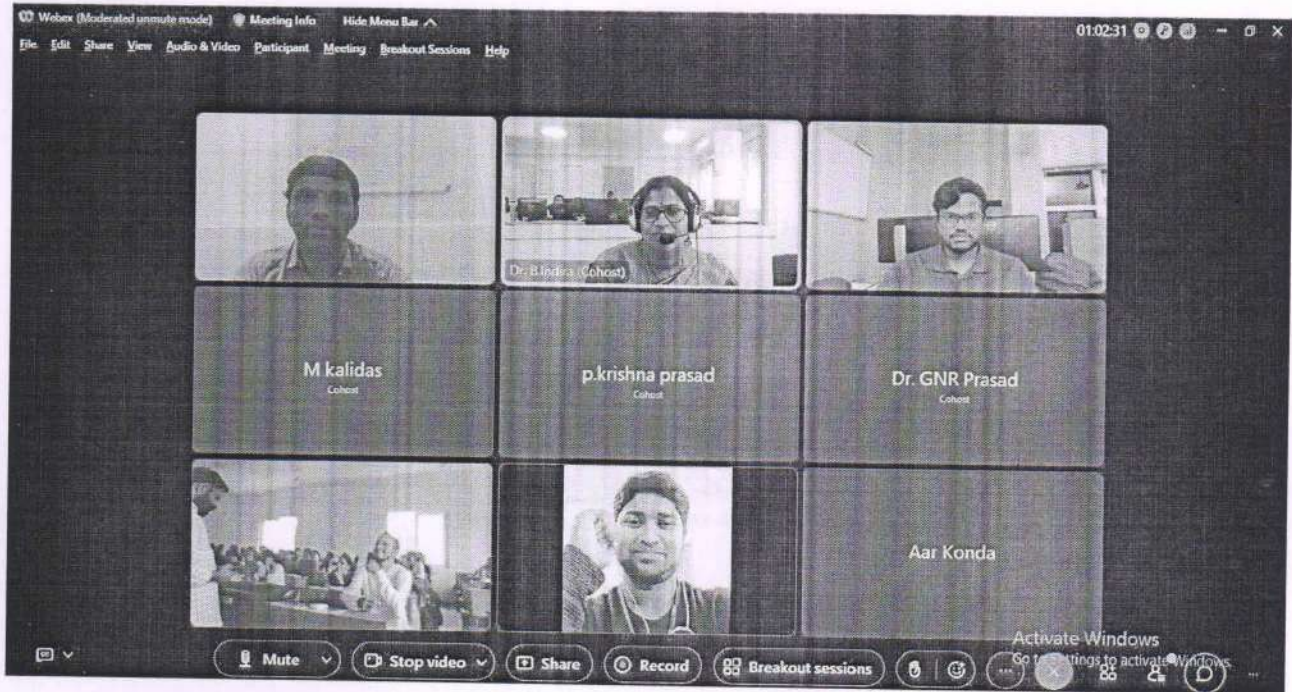 Webex (Moderated unmute mode) Meeting Info Hide Menu Bar
01:02:31
File Edit Share View Audio & Video Participant Meeting Breakout Sessions Help
Dr. B.Indira (Cohost)
M kalidas
Cohost
p.krishna prasad
Cohost
Dr. GNR Prasad
Cohost
Aar Konda
Activate Windows
Go to Settings to activate Windows.
Mute Stop video Share Record Breakout sessions